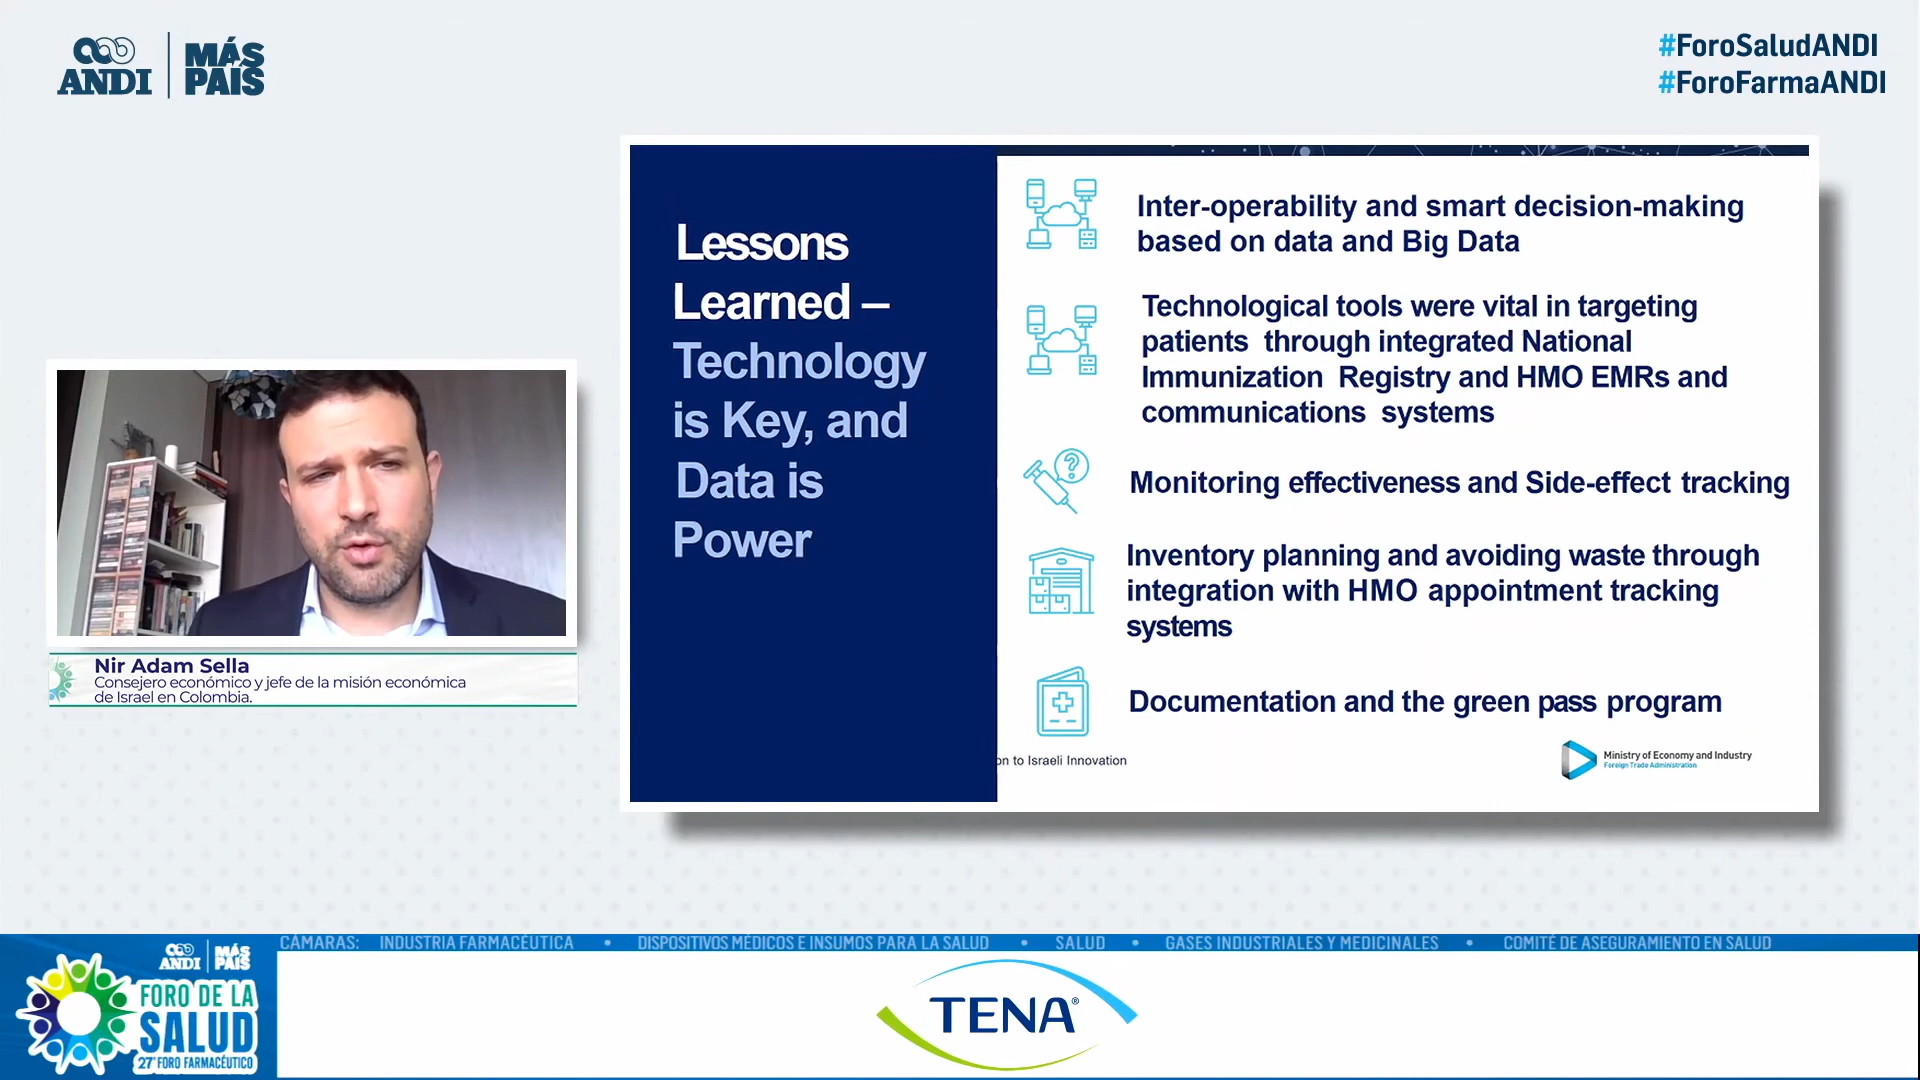 ANDI
MÁS
PAÍS
#ForoSaludANDI
#ForoFarmaANDI
Lessons
Learned –
Technology
is Key, and
Data is
Power
Inter-operability and smart decision-making
based on data and Big Data
Technological tools were vital in targeting
patients through integrated National
Immunization Registry and HMO EMRs and
communications systems
?
Monitoring effectiveness and Side-effect tracking
Inventory planning and avoiding waste through
integration with HMO appointment tracking
systems
Documentation and the green pass program
on to Israeli Innovation
Ministry of Economy and Industry
Foreign Trade Administration
Nir Adam Sella
Consejero económico y jefe de la misión económica
de Israel en Colombia.
CÁMARAS: INDUSTRIA FARMACÉUTICA • DISPOSITIVOS MÉDICOS E INSUMOS PARA LA SALUD • SALUD • GASES INDUSTRIALES Y MEDICINALES • COMITÉ DE ASEGURAMIENTO EN SALUD
ANDI
MÁS
PAÍS
FORO DE LA
SALUD
27° FORO FARMACÉUTICO
TENA®